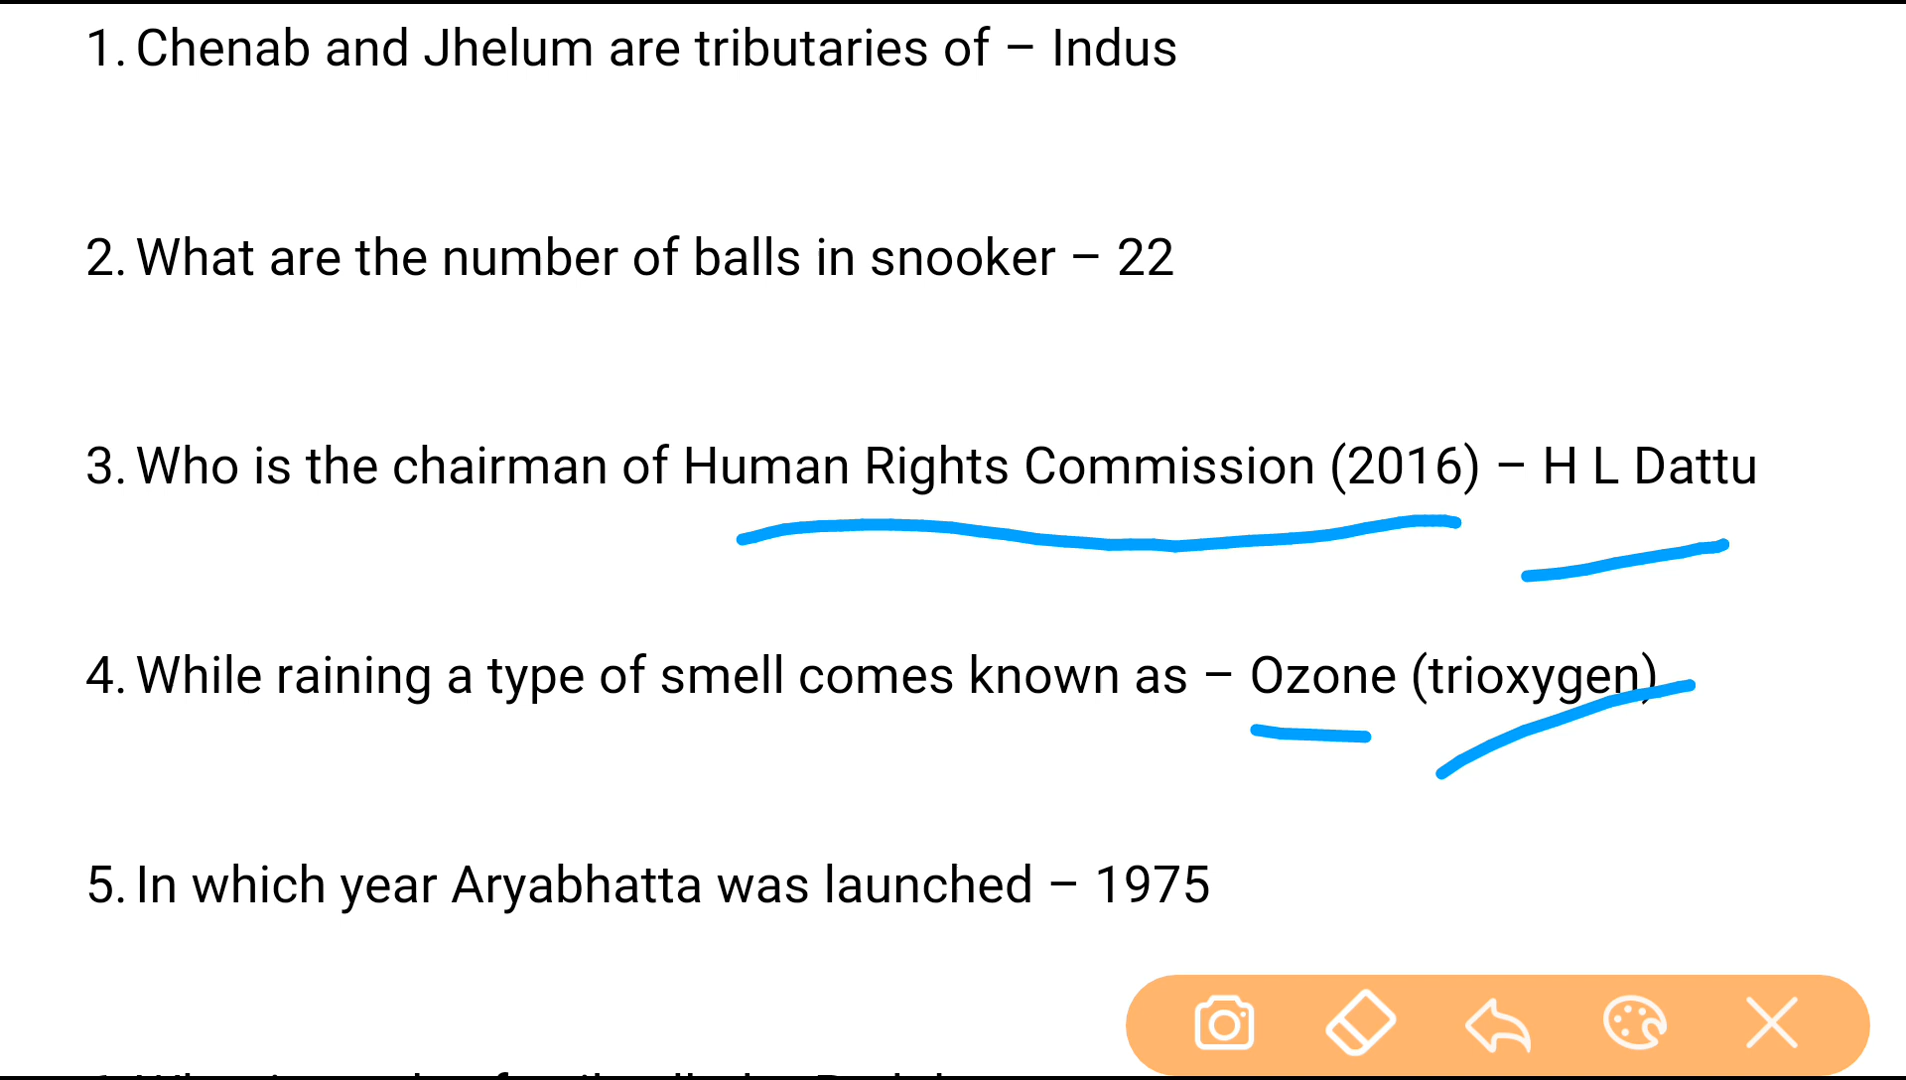 1. Chenab and Jhelum are tributaries of – Indus
2. What are the number of balls in snooker – 22
3. Who is the chairman of Human Rights Commission (2016) – H L Dattu
4. While raining a type of smell comes known as – Ozone (trioxygen)
5. In which year Aryabhatta was launched – 1975